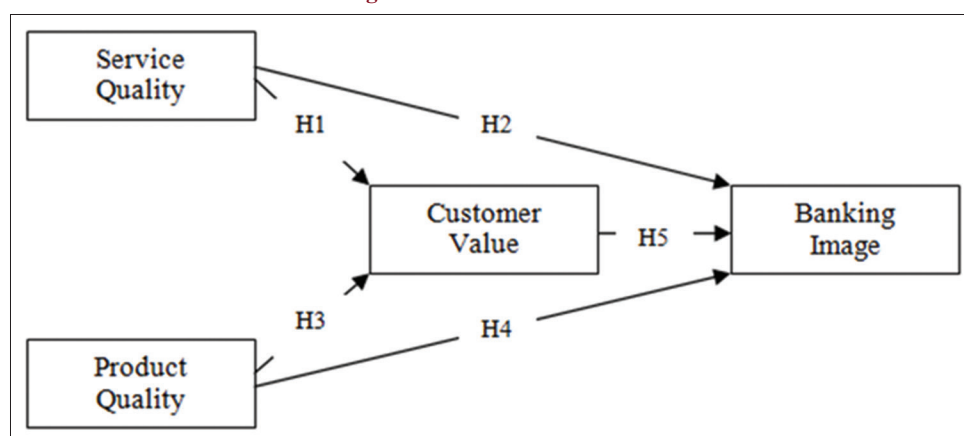 Service
Quality
H1
H2
Customer
Value
H5
Banking
Image
H3
H4
Product
Quality